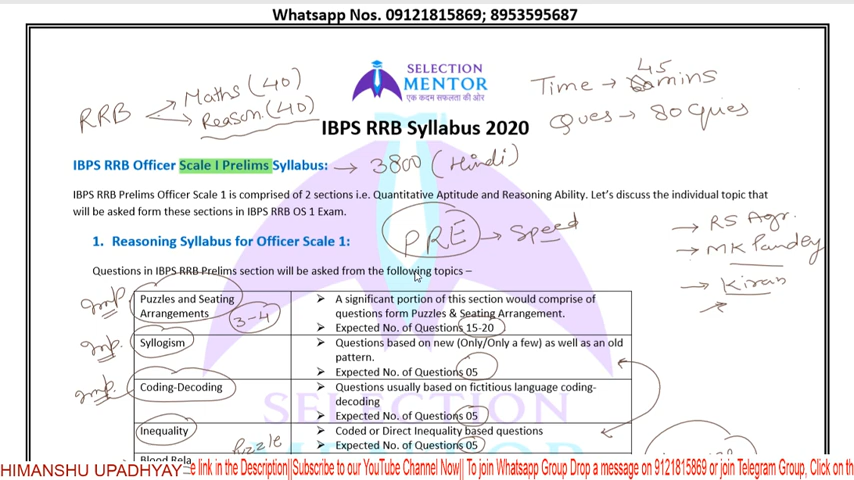 Whatsapp Nos. 09121815869; 8953595687
SELECTION
MENTOR
एक कदम सफलता की ओर
RRB
Maths (40)
Reason. (40)
Time → 45 mins
Ques → 80 Ques
IBPS RRB Syllabus 2020
IBPS RRB Officer Scale I Prelims Syllabus: → 3800 (Hindi)
IBPS RRB Prelims Officer Scale 1 is comprised of 2 sections i.e. Quantitative Aptitude and Reasoning Ability. Let’s discuss the individual topic that
will be asked form these sections in IBPS RRB OS 1 Exam.
PRE → Speed
→ RS Agr.
→ MK Pandey
→ Kiran
1. Reasoning Syllabus for Officer Scale 1:
Questions in IBPS RRB Prelims section will be asked from the following topics –
Imp Puzzles and Seating
Arrangements
3-4
➢ A significant portion of this section would comprise of
questions form Puzzles & Seating Arrangement.
➢ Expected No. of Questions 15-20
Imp. Syllogism
➢ Questions based on new (Only/Only a few) as well as an old
pattern.
➢ Expected No. of Questions 05
Imp. Coding-Decoding
➢ Questions usually based on fictitious language coding-
decoding
➢ Expected No. of Questions 05
Inequality
➢ Coded or Direct Inequality based questions
➢ Expected No. of Questions 05
Puzzle
Blood Rela
HIMANSHU UPADHYAY
e link in the Description||Subscribe to our YouTube Channel Now|| To join Whatsapp Group Drop a message on 9121815869 or join Telegram Group, Click on th